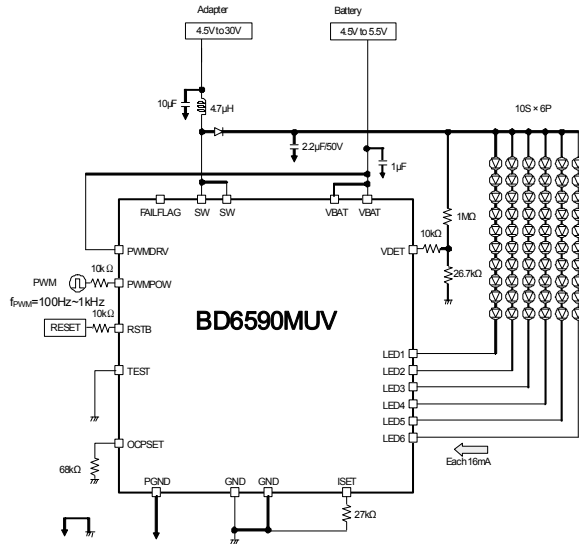 Adapter
Battery
4.5V to 30V
4.5V to 5.5V
10µF
4.7µH
10S × 6P
2.2µF/50V
1µF
FAILFLAG
SW
SW
VBAT
VBAT
1MΩ
PWMDRV
VDET
10kΩ
26.7kΩ
PWM
10kΩ
PWMPOW
fPWM=100Hz~1kHz
10kΩ
RESET
RSTB
BD6590MUV
LED1
TEST
LED2
LED3
LED4
LED5
OCPSET
LED6
68kΩ
Each 16mA
PGND
GND
GND
ISET
27kΩ